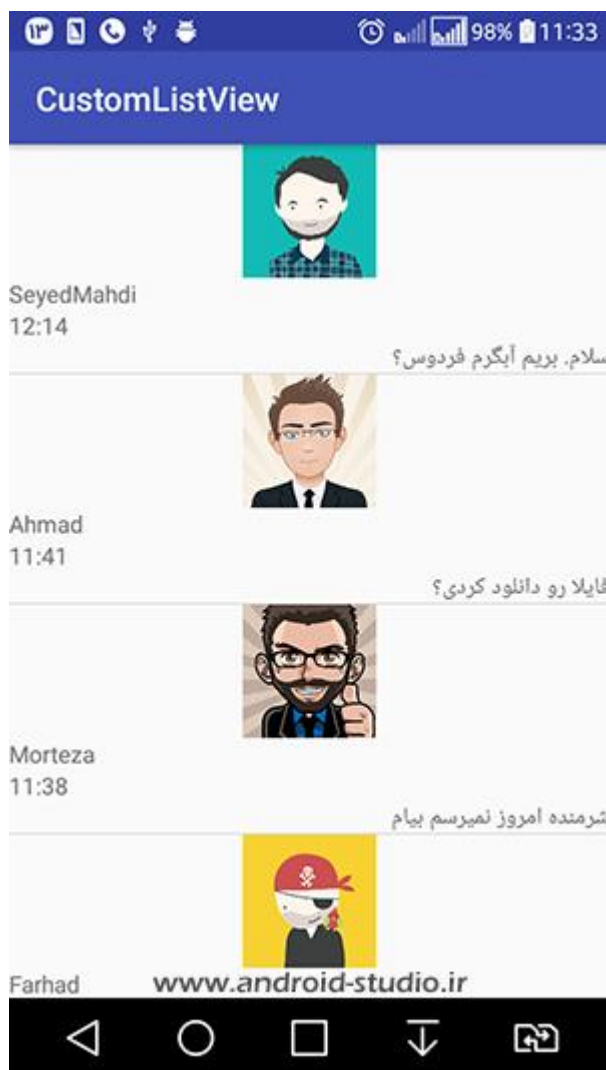 ۱۳ 98% 11:33
CustomListView
SeyedMahdi
12:14
سلام. بریم آبگرم فردوس؟
Ahmad
11:41
فایلا رو دانلود کردی؟
Morteza
11:38
شرمنده امروز نمیرسم بیام
Farhad
www.android-studio.ir